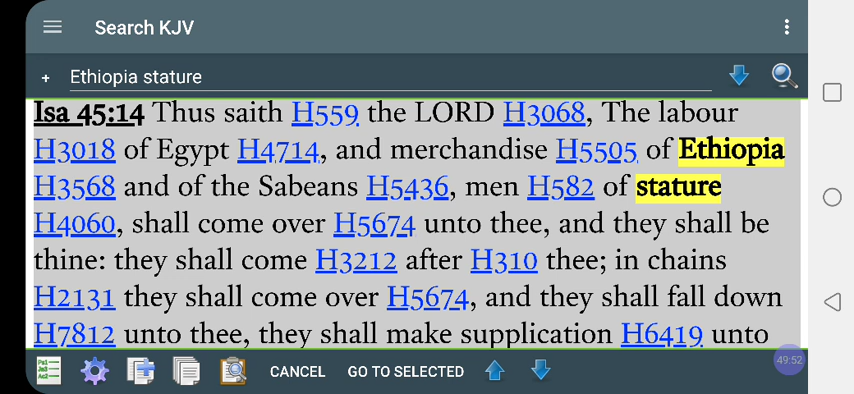 Search KJV
+ Ethiopia stature
Isa 45:14 Thus saith H559 the LORD H3068, The labour
H3018 of Egypt H4714, and merchandise H5505 of Ethiopia
H3568 and of the Sabeans H5436, men H582 of stature
H4060, shall come over H5674 unto thee, and they shall be
thine: they shall come H3212 after H310 thee; in chains
H2131 they shall come over H5674, and they shall fall down
H7812 unto thee, they shall make supplication H6419 unto
CANCEL GO TO SELECTED
49:52